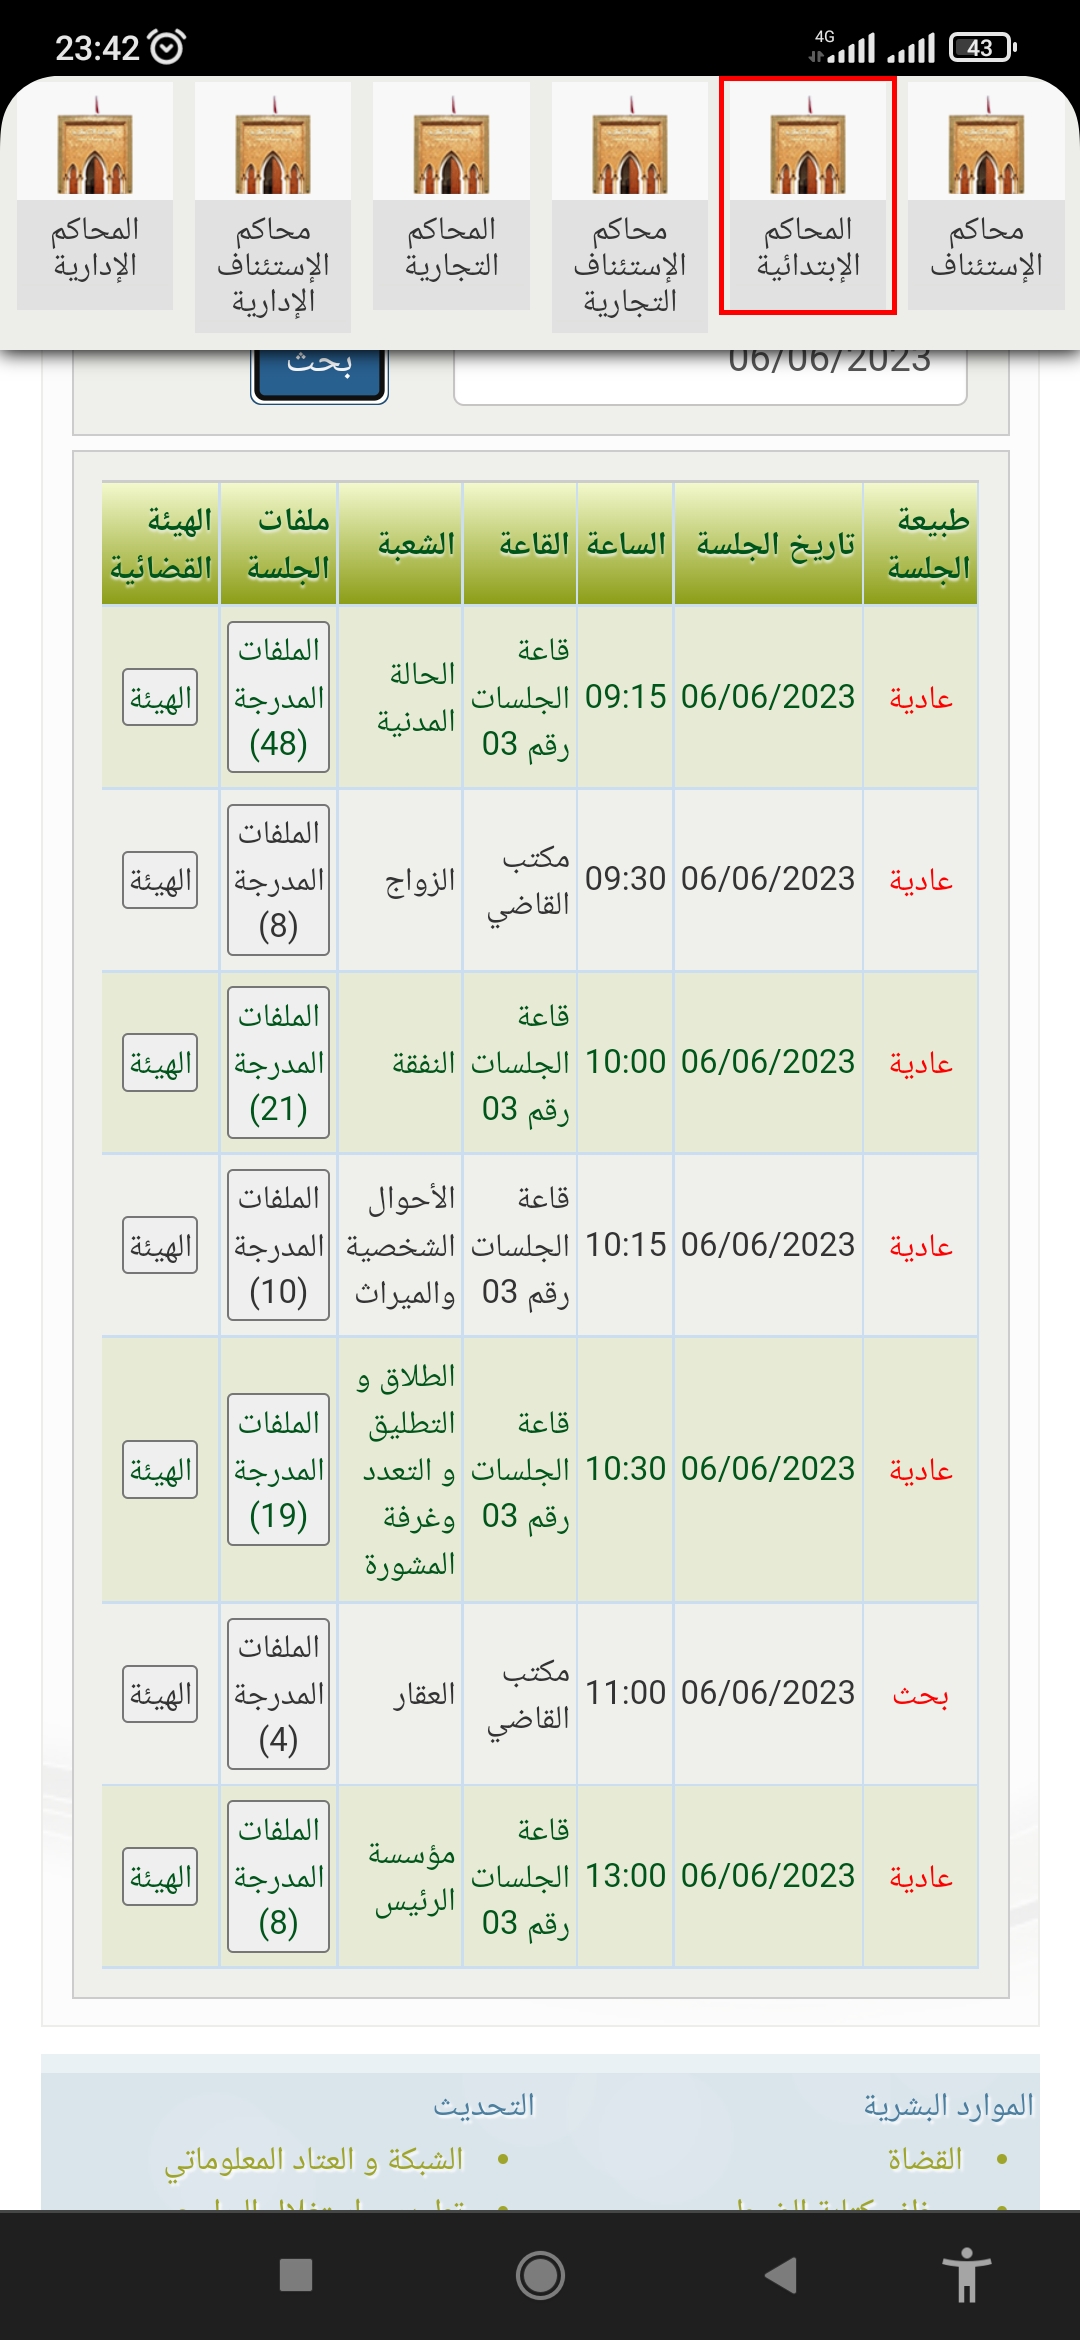 23:42
4G
43
محاكم الإستئناف
المحاكم الإبتدائية
محاكم الإستئناف التجارية
المحاكم التجارية
محاكم الإستئناف الإدارية
المحاكم الإدارية
06/06/2023
بحث
طبيعة الجلسة تاريخ الجلسة الساعة القاعة الشعبة ملفات الجلسة الهيئة القضائية
عادية 06/06/2023 09:15 قاعة الجلسات رقم 03 الحالة المدنية الملفات المدرجة (48) الهيئة
عادية 06/06/2023 09:30 مكتب القاضي الزواج الملفات المدرجة (8) الهيئة
عادية 06/06/2023 10:00 قاعة الجلسات رقم 03 النفقة الملفات المدرجة (21) الهيئة
عادية 06/06/2023 10:15 قاعة الجلسات رقم 03 الأحوال الشخصية والميراث الملفات المدرجة (10) الهيئة
عادية 06/06/2023 10:30 قاعة الجلسات رقم 03 الطلاق و التطليق و التعدد وغرفة المشورة الملفات المدرجة (19) الهيئة
بحث 06/06/2023 11:00 مكتب القاضي العقار الملفات المدرجة (4) الهيئة
عادية 06/06/2023 13:00 قاعة الجلسات رقم 03 مؤسسة الرئيس الملفات المدرجة (8) الهيئة
الموارد البشرية
• القضاة
التحديث
• الشبكة و العتاد المعلوماتي